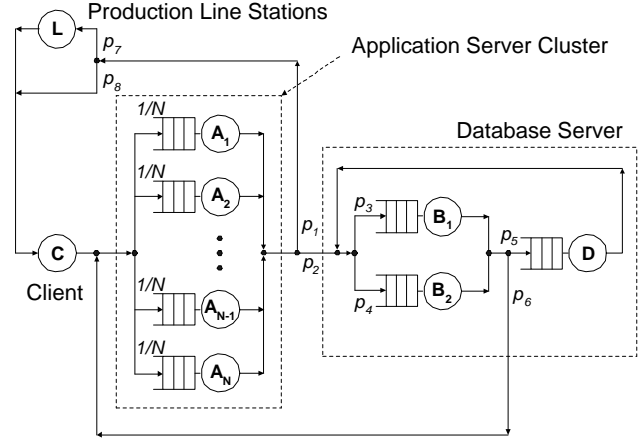 Production Line Stations
L
p7
p8
Application Server Cluster
1/N
A1
1/N
A2
1/N
AN-1
1/N
AN
C
Client
p1
p2
Database Server
p3
B1
p4
B2
p5
D
p6